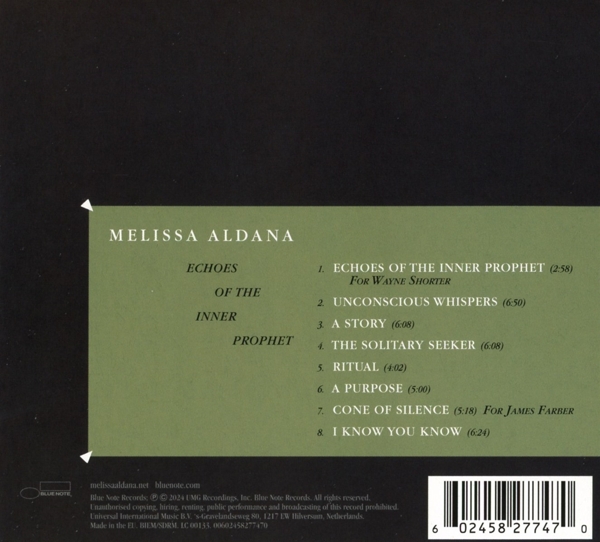 MELISSA ALDANA
ECHOES
OF THE
INNER
PROPHET
1. ECHOES OF THE INNER PROPHET (2:58)
FOR WAYNE SHORTER
2. UNCONSCIOUS WHISPERS (6:50)
3. A STORY (6:08)
4. THE SOLITARY SEEKER (6:08)
5. RITUAL (4:02)
6. A PURPOSE (5:00)
7. CONE OF SILENCE (5:18) FOR JAMES FARBER
8. I KNOW YOU KNOW (6:24)
BLUE NOTE
melissaaldana.net | bluenote.com
Blue Note Records; ℗ © 2024 UMG Recordings, Inc. Blue Note Records. All rights reserved.
Unauthorised copying, hiring, renting, public performance and broadcasting of this record prohibited.
Universal International Music B.V. 's-Gravelandseweg 80, 1217 EW Hilversum, Netherlands.
Made in the EU. BIEM/SDRM. LC 00133. 00602458277470
6 02458 27747 0